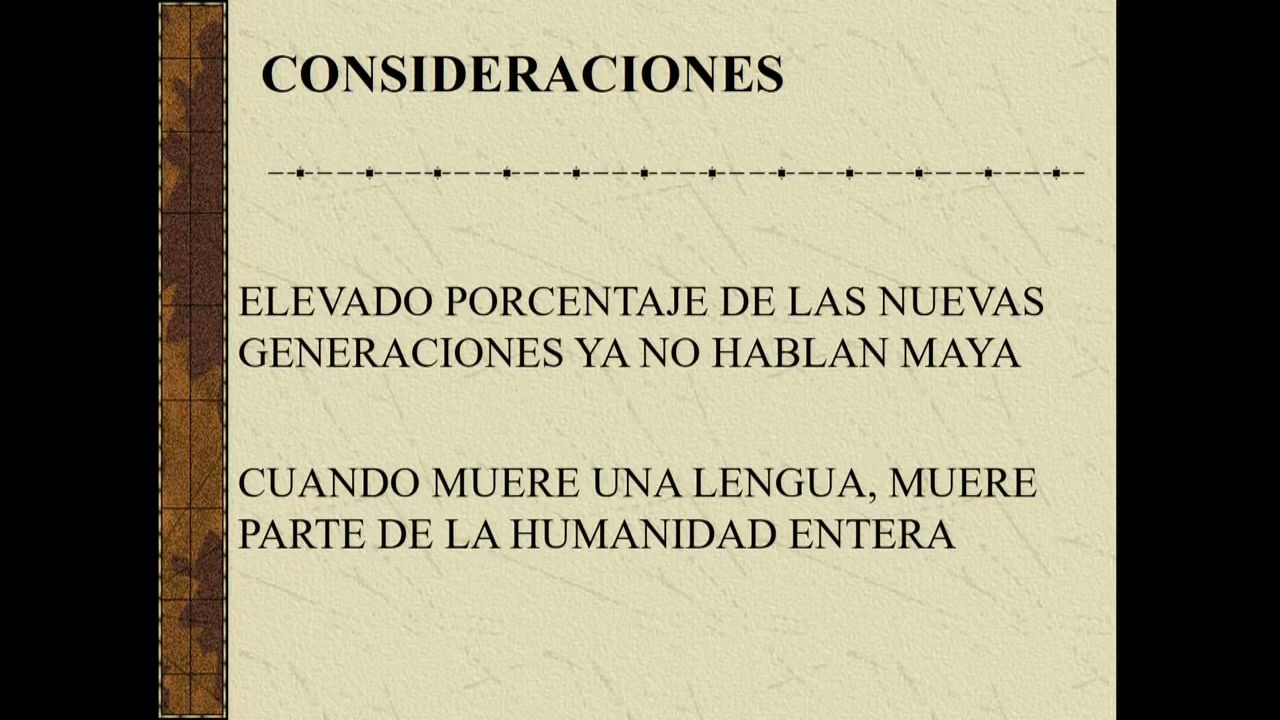 CONSIDERACIONES
ELEVADO PORCENTAJE DE LAS NUEVAS
GENERACIONES YA NO HABLAN MAYA
CUANDO MUERE UNA LENGUA, MUERE
PARTE DE LA HUMANIDAD ENTERA